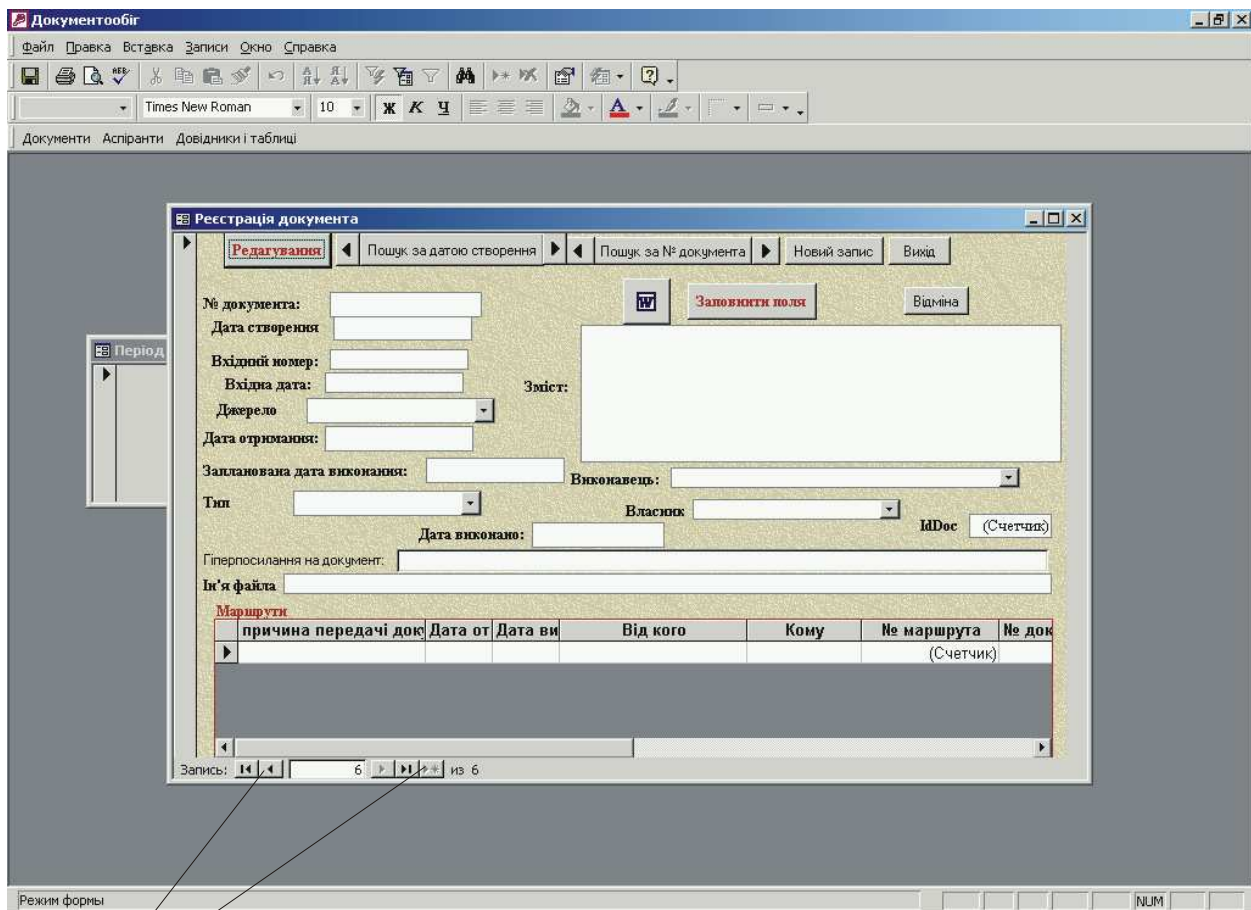 Документообіг
Файл Правка Вставка Записи Окно Справка
Times New Roman 10 Ж К Ч
Документи Аспіранти Довідники і таблиці
Реєстрація документа
Редагування Пошук за датою створення Пошук за № документа Новий запис Вихід
№ документа: Заповнити поля Відміна
Дата створення
Період
Вхідний номер:
Вхідна дата: Зміст:
Джерело
Дата отримання:
Запланована дата виконання: Виконавець:
Тип Власник
IdDoc (Счетчик)
Дата виконано:
Гіперпосилання на документ:
Ім'я файла
Маршрути
причина передачі док Дата от Дата ви Від кого Кому № маршрута № док
(Счетчик)
Запись: 6 из 6
Режим формы NUM